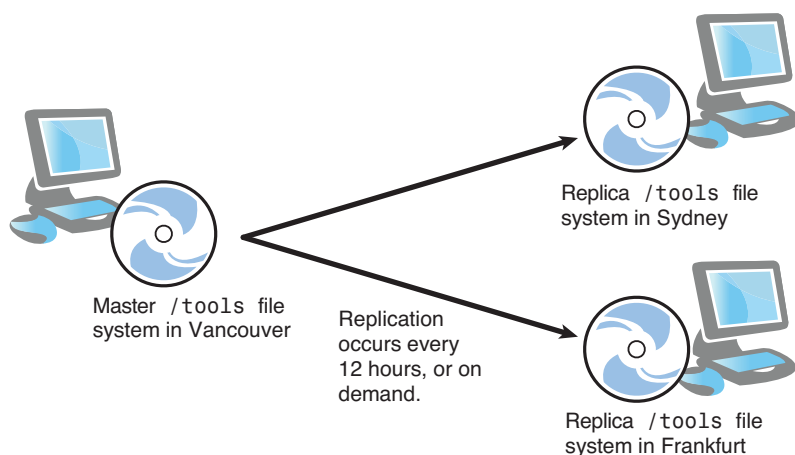 Replica /tools file
system in Sydney
Master /tools file
system in Vancouver
Replication
occurs every
12 hours, or on
demand.
Replica /tools file
system in Frankfurt